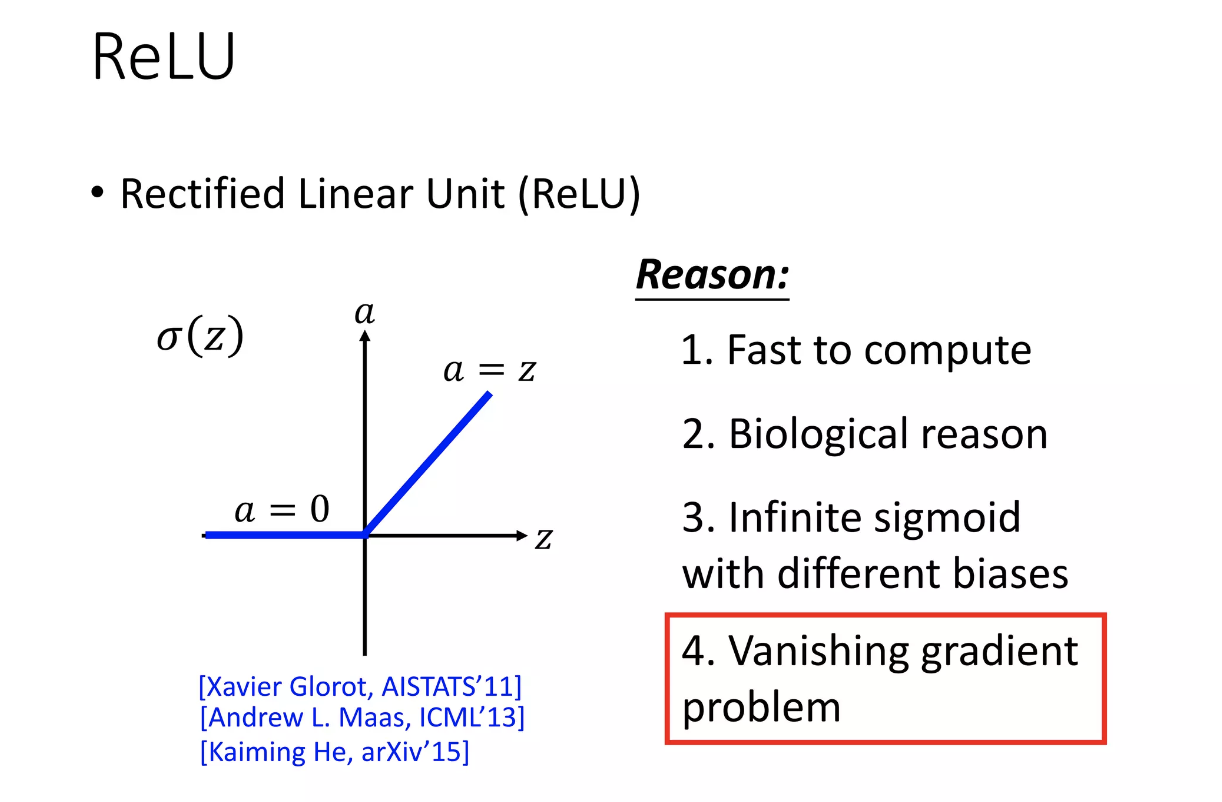 ReLU
• Rectified Linear Unit (ReLU)
Reason:
σ(z)
a
a = z
a = 0
z
1. Fast to compute
2. Biological reason
3. Infinite sigmoid
with different biases
4. Vanishing gradient
problem
[Xavier Glorot, AISTATS’11]
[Andrew L. Maas, ICML’13]
[Kaiming He, arXiv’15]